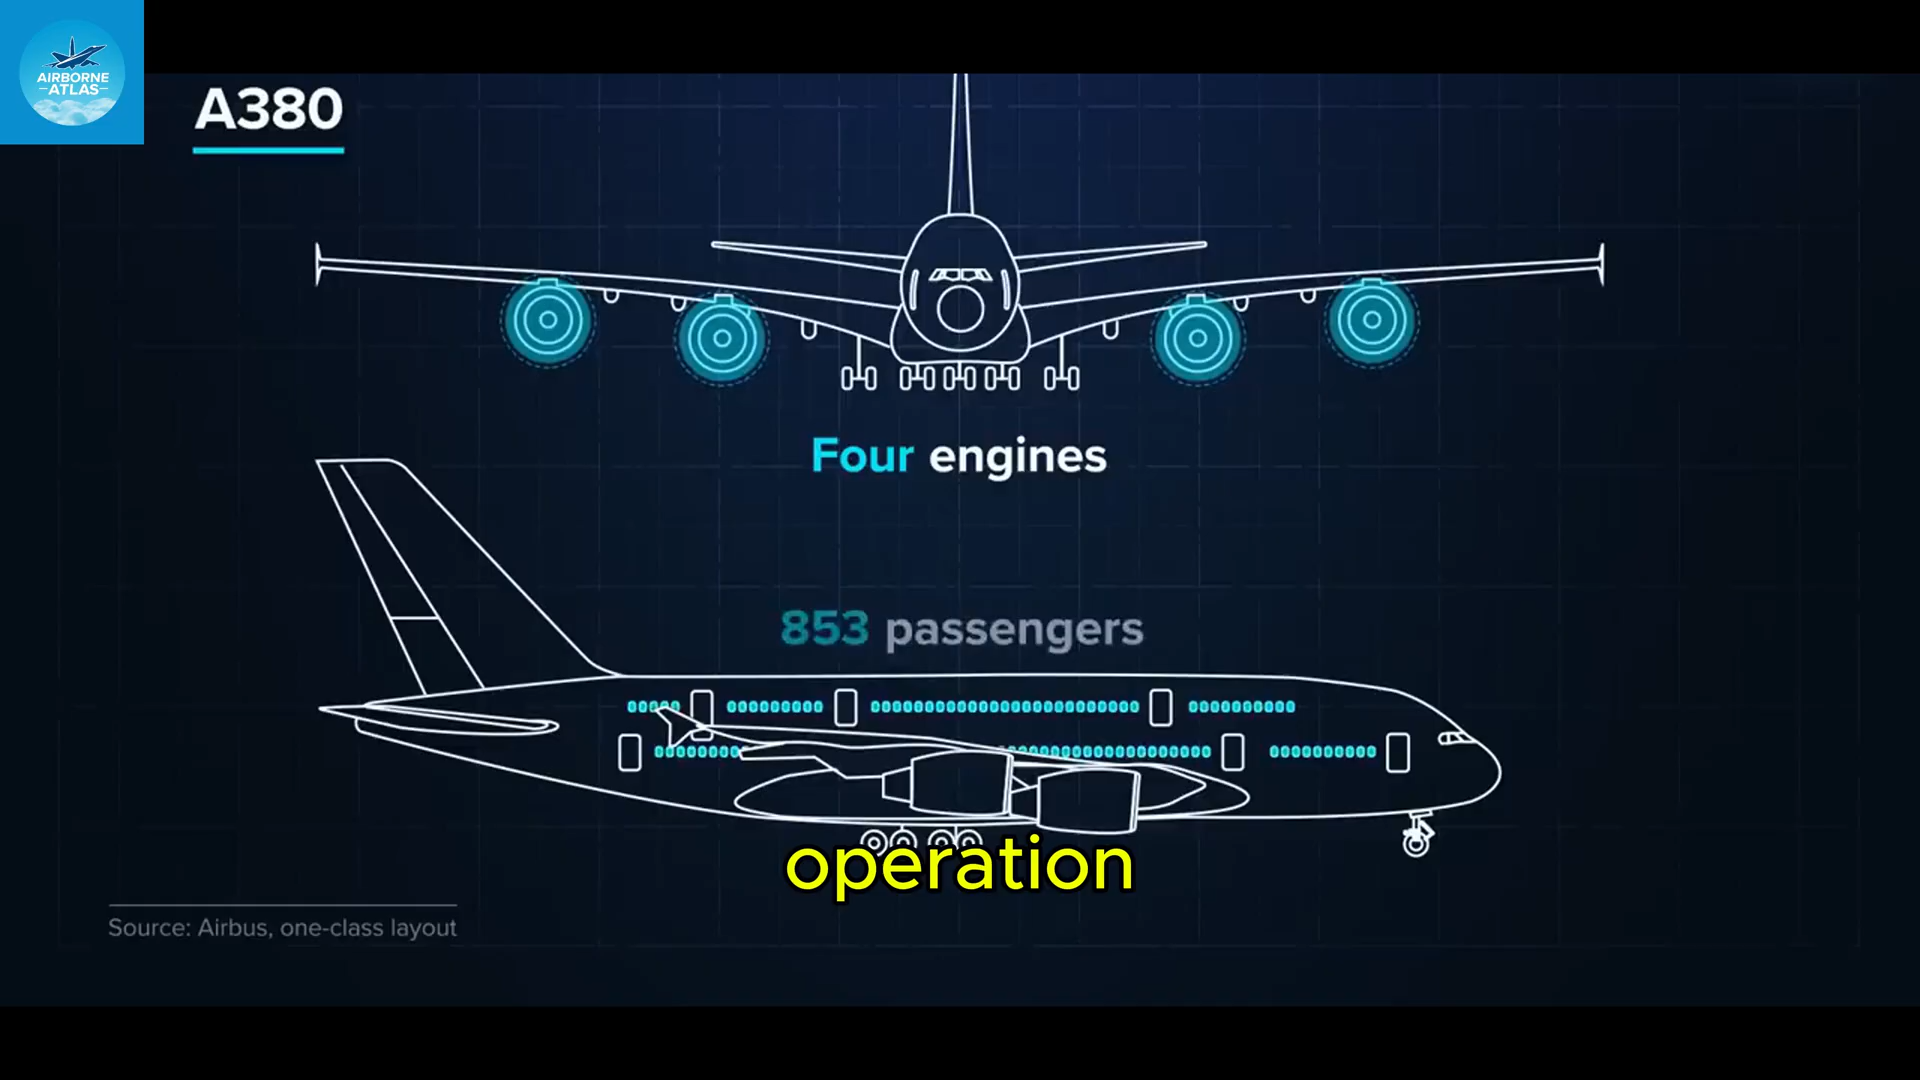 AIRBORNE
ATLAS
A380
Four engines
853 passengers
operation
Source: Airbus, one-class layout